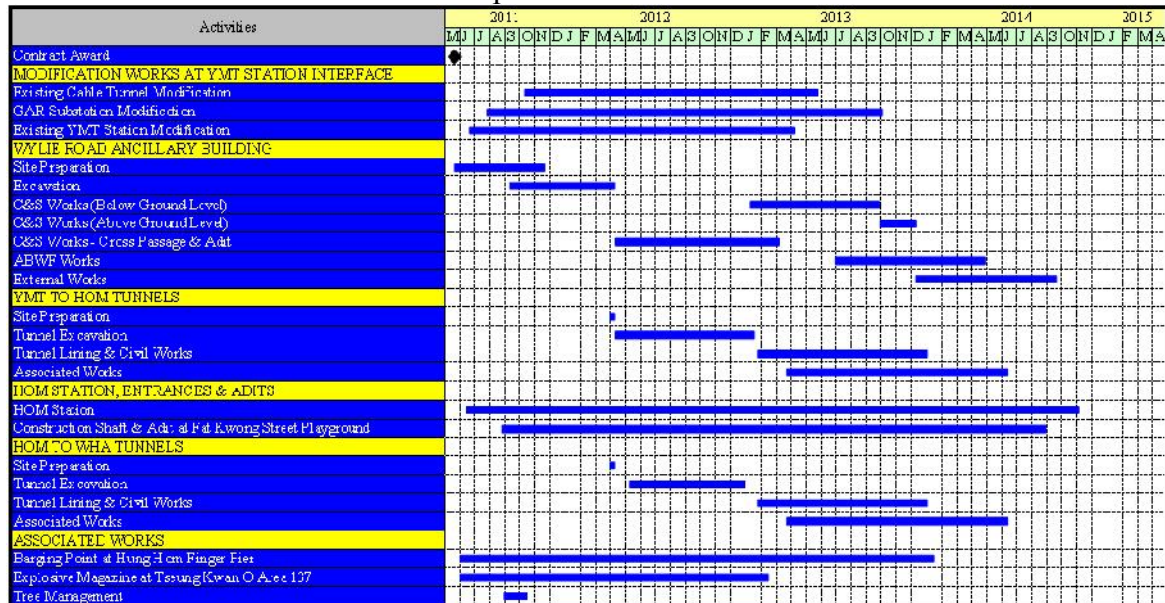 Activities
2011 2012 2013 2014 2015
M J J A S O N D J F M A M J J A S O N D J F M A M J J A S O N D J F M A M J J A S O N D J F M A
Contract Award
MODIFICATION WORKS AT YMT STATION INTERFACE
Existing Cable Tunnel Modification
GAR Substation Modification
Existing YMT Station Modification
WYLIE ROAD ANCILLARY BUILDING
Site Preparation
Excavation
C&S Works (Below Ground Level)
C&S Works (Above Ground Level)
C&S Works - Cross Passage & Adit
ABWF Works
External Works
YMT TO HOM TUNNELS
Site Preparation
Tunnel Excavation
Tunnel Lining & Civil Works
Associated Works
HOM STATION, ENTRANCES & ADITS
HOM Station
Construction Shaft & Adit at Fat Kwong Street Playground
HOM TO WHA TUNNELS
Site Preparation
Tunnel Excavation
Tunnel Lining & Civil Works
Associated Works
ASSOCIATED WORKS
Barging Point at Hung Hom Finger Pier
Explosive Magazine at Tseung Kwan O Area 137
Tree Management